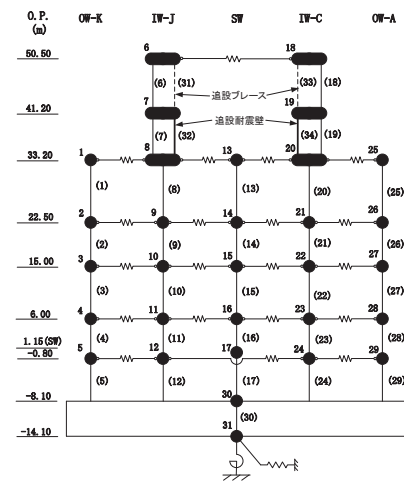 O.P. OW-K IW-J SW IW-C OW-A
(m)
50.50 6 18
(6) (31) (33) (18)
追設ブレース
41.20 7 19
追設耐震壁
(7) (32) (34) (19)
33.20 1 8 13 20 25
(1) (8) (13) (20) (25)
22.50 2 9 14 21 26
(2) (9) (14) (21) (26)
15.00 3 10 15 22 27
(3) (10) (15) (22) (27)
6.00 4 11 16 23 28
(4) (11) (16) (23) (28)
1.15(SW) 17
-0.80 5 12 24 29
(5) (12) (17) (24) (29)
-8.10 30
(30)
-14.10 31